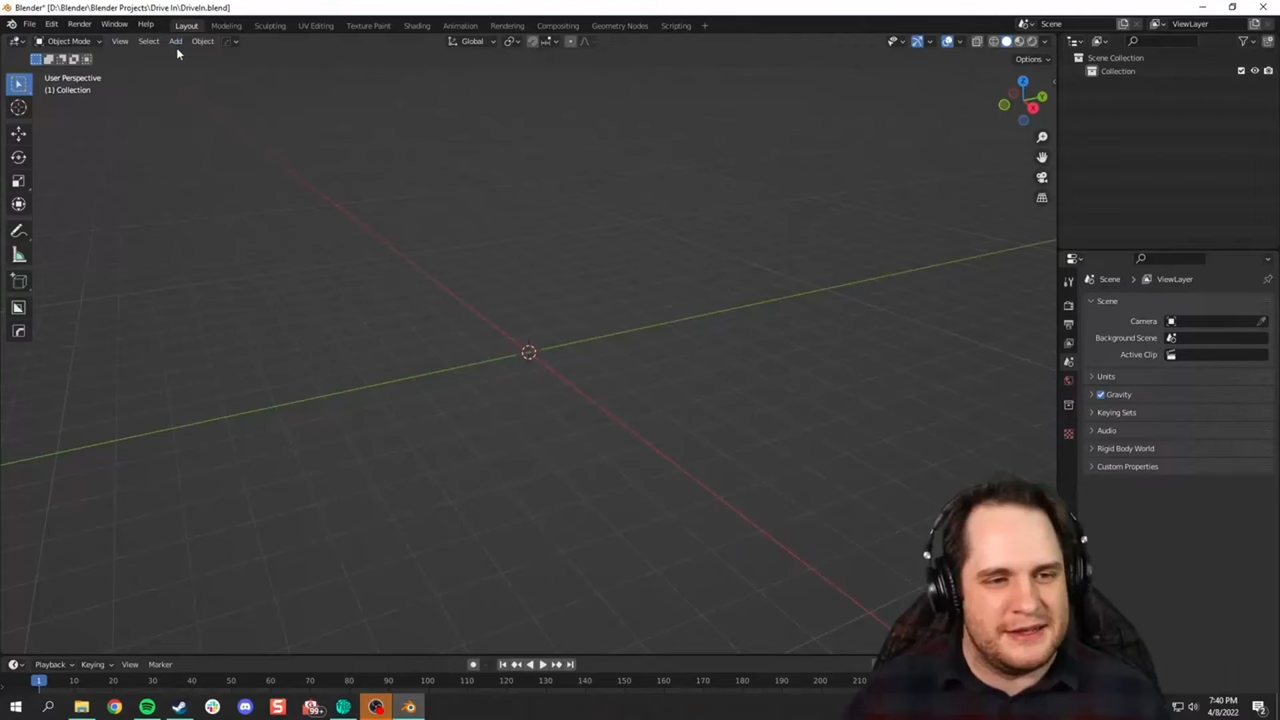 Blender* [D:\Blender\Blender Projects\Drive In\DriveIn.blend]
File Edit Render Window Help Layout Modeling Sculpting UV Editing Texture Paint Shading Animation Rendering Compositing Geometry Nodes Scripting + Scene ViewLayer
Object Mode View Select Add Object Global
Options
User Perspective
(1) Collection
Z
Y
X
Scene Collection
Collection
Scene ViewLayer
Scene
Camera
Background Scene
Active Clip
Units
Gravity
Keying Sets
Audio
Rigid Body World
Custom Properties
Playback Keying View Marker
1 10 20 30 40 50 60 70 80 90 100 110 120 130 140 150 160 170 180 190 200 210
99+
7:40 PM
4/8/2022
2